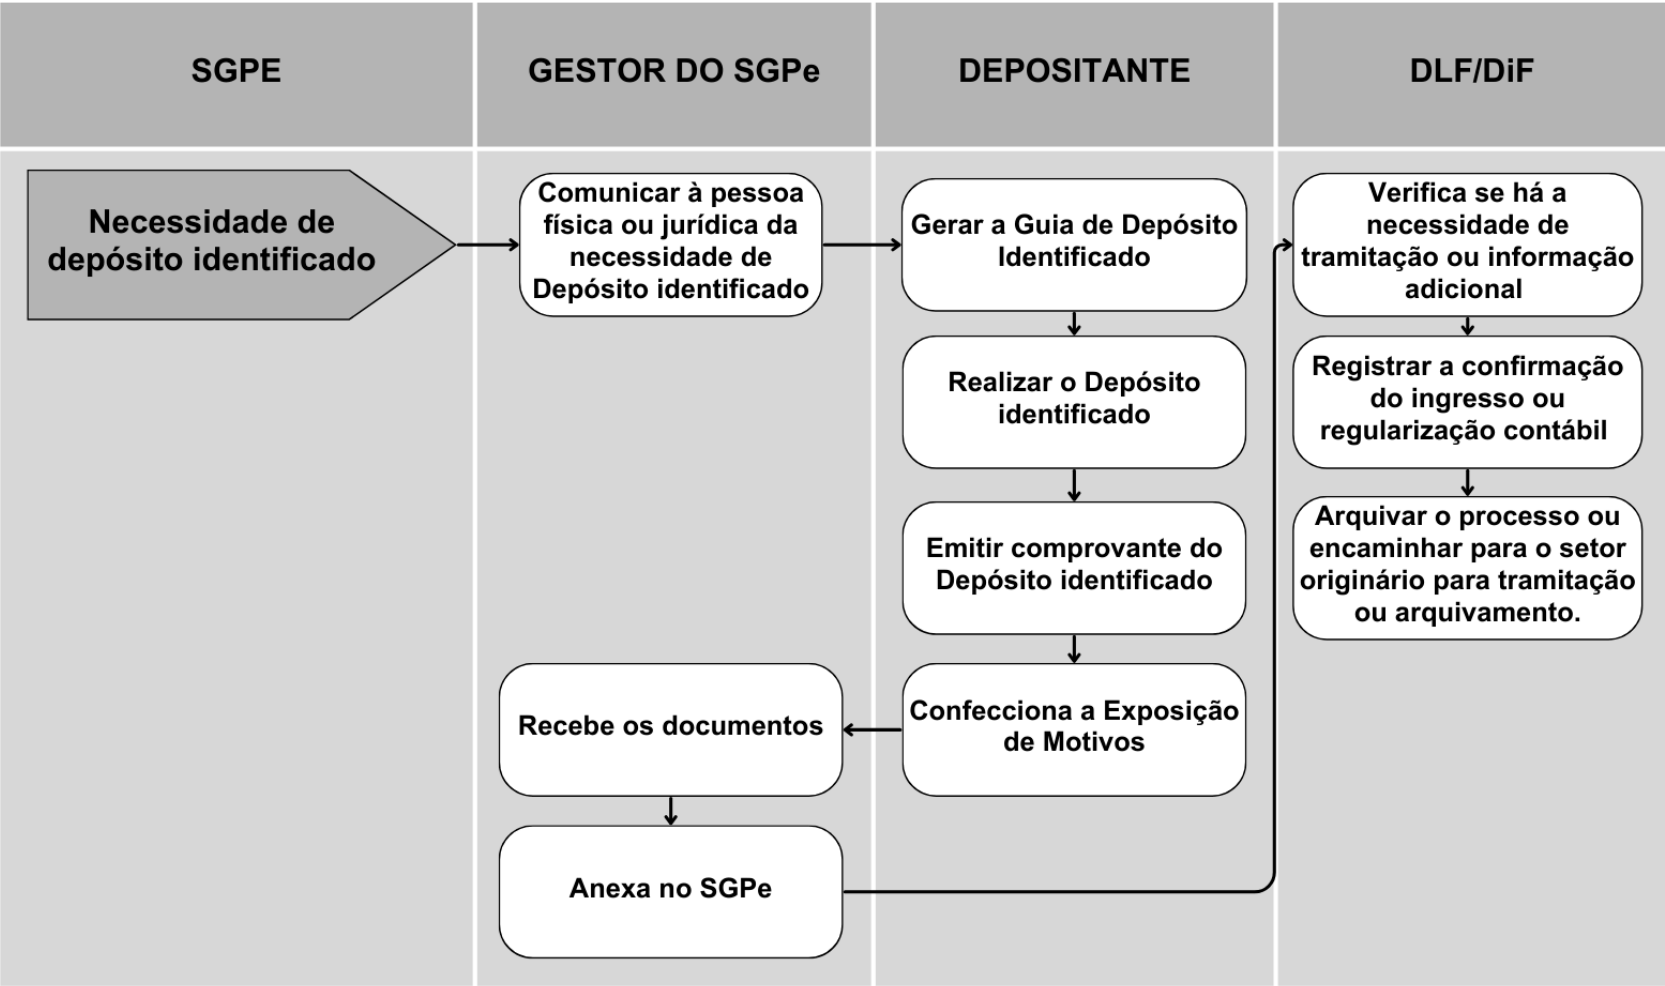 SGPE
GESTOR DO SGPe
DEPOSITANTE
DLF/DiF
Necessidade de
depósito identificado
Comunicar à pessoa
física ou jurídica da
necessidade de
Depósito identificado
Gerar a Guia de Depósito
Identificado
Realizar o Depósito
identificado
Emitir comprovante do
Depósito identificado
Confecciona a Exposição
de Motivos
Recebe os documentos
Anexa no SGPe
Verifica se há a
necessidade de
tramitação ou informação
adicional
Registrar a confirmação
do ingresso ou
regularização contábil
Arquivar o processo ou
encaminhar para o setor
originário para tramitação
ou arquivamento.